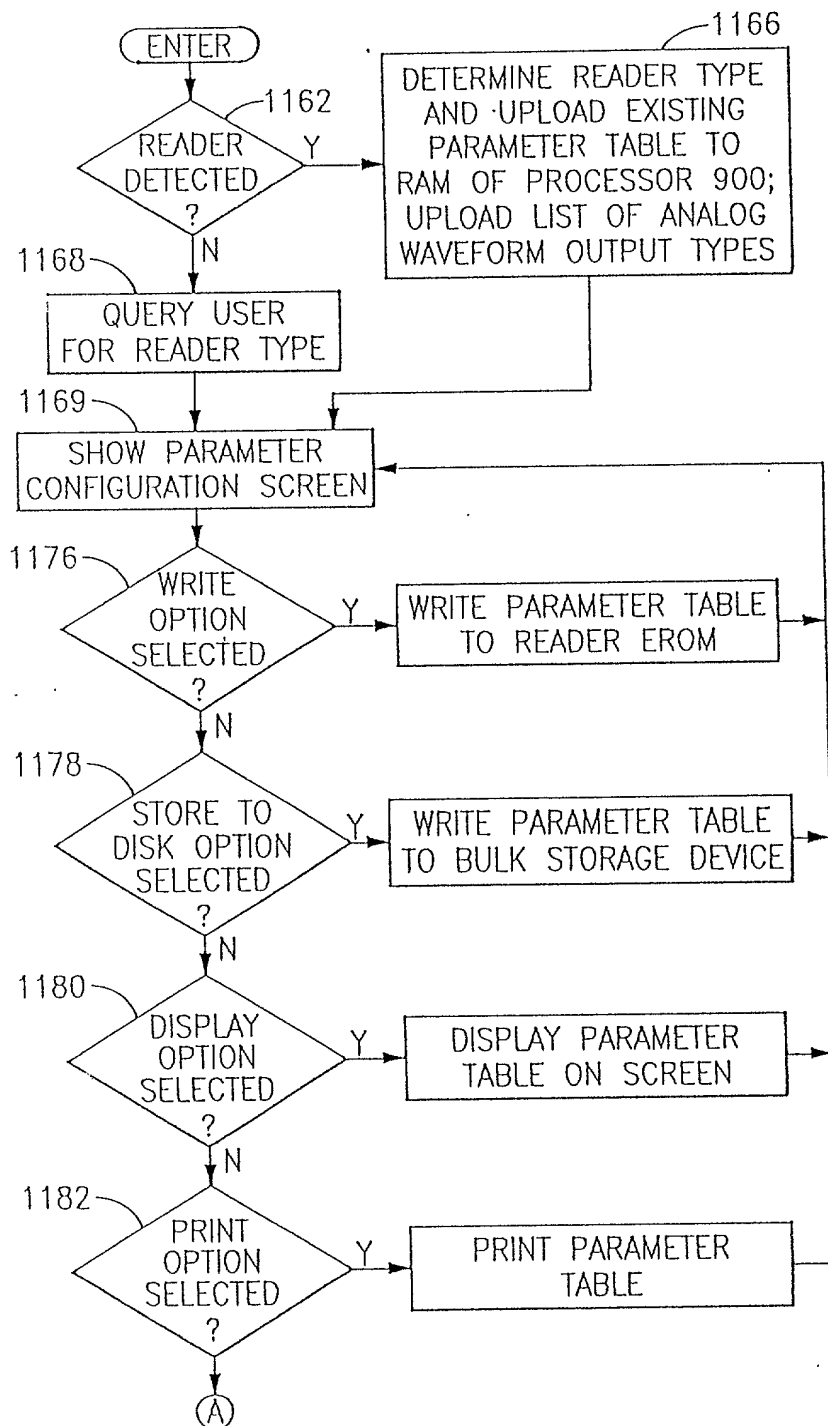 ENTER
1166
1162
READER
DETECTED
?
Y
N
DETERMINE READER TYPE
AND UPLOAD EXISTING
PARAMETER TABLE TO
RAM OF PROCESSOR 900;
UPLOAD LIST OF ANALOG
WAVEFORM OUTPUT TYPES
1168
QUERY USER
FOR READER TYPE
1169
SHOW PARAMETER
CONFIGURATION SCREEN
1176
WRITE
OPTION
SELECTED
?
Y
N
WRITE PARAMETER TABLE
TO READER EROM
1178
STORE TO
DISK OPTION
SELECTED
?
Y
N
WRITE PARAMETER TABLE
TO BULK STORAGE DEVICE
1180
DISPLAY
OPTION
SELECTED
?
Y
N
DISPLAY PARAMETER
TABLE ON SCREEN
1182
PRINT
OPTION
SELECTED
?
Y
PRINT PARAMETER
TABLE
A